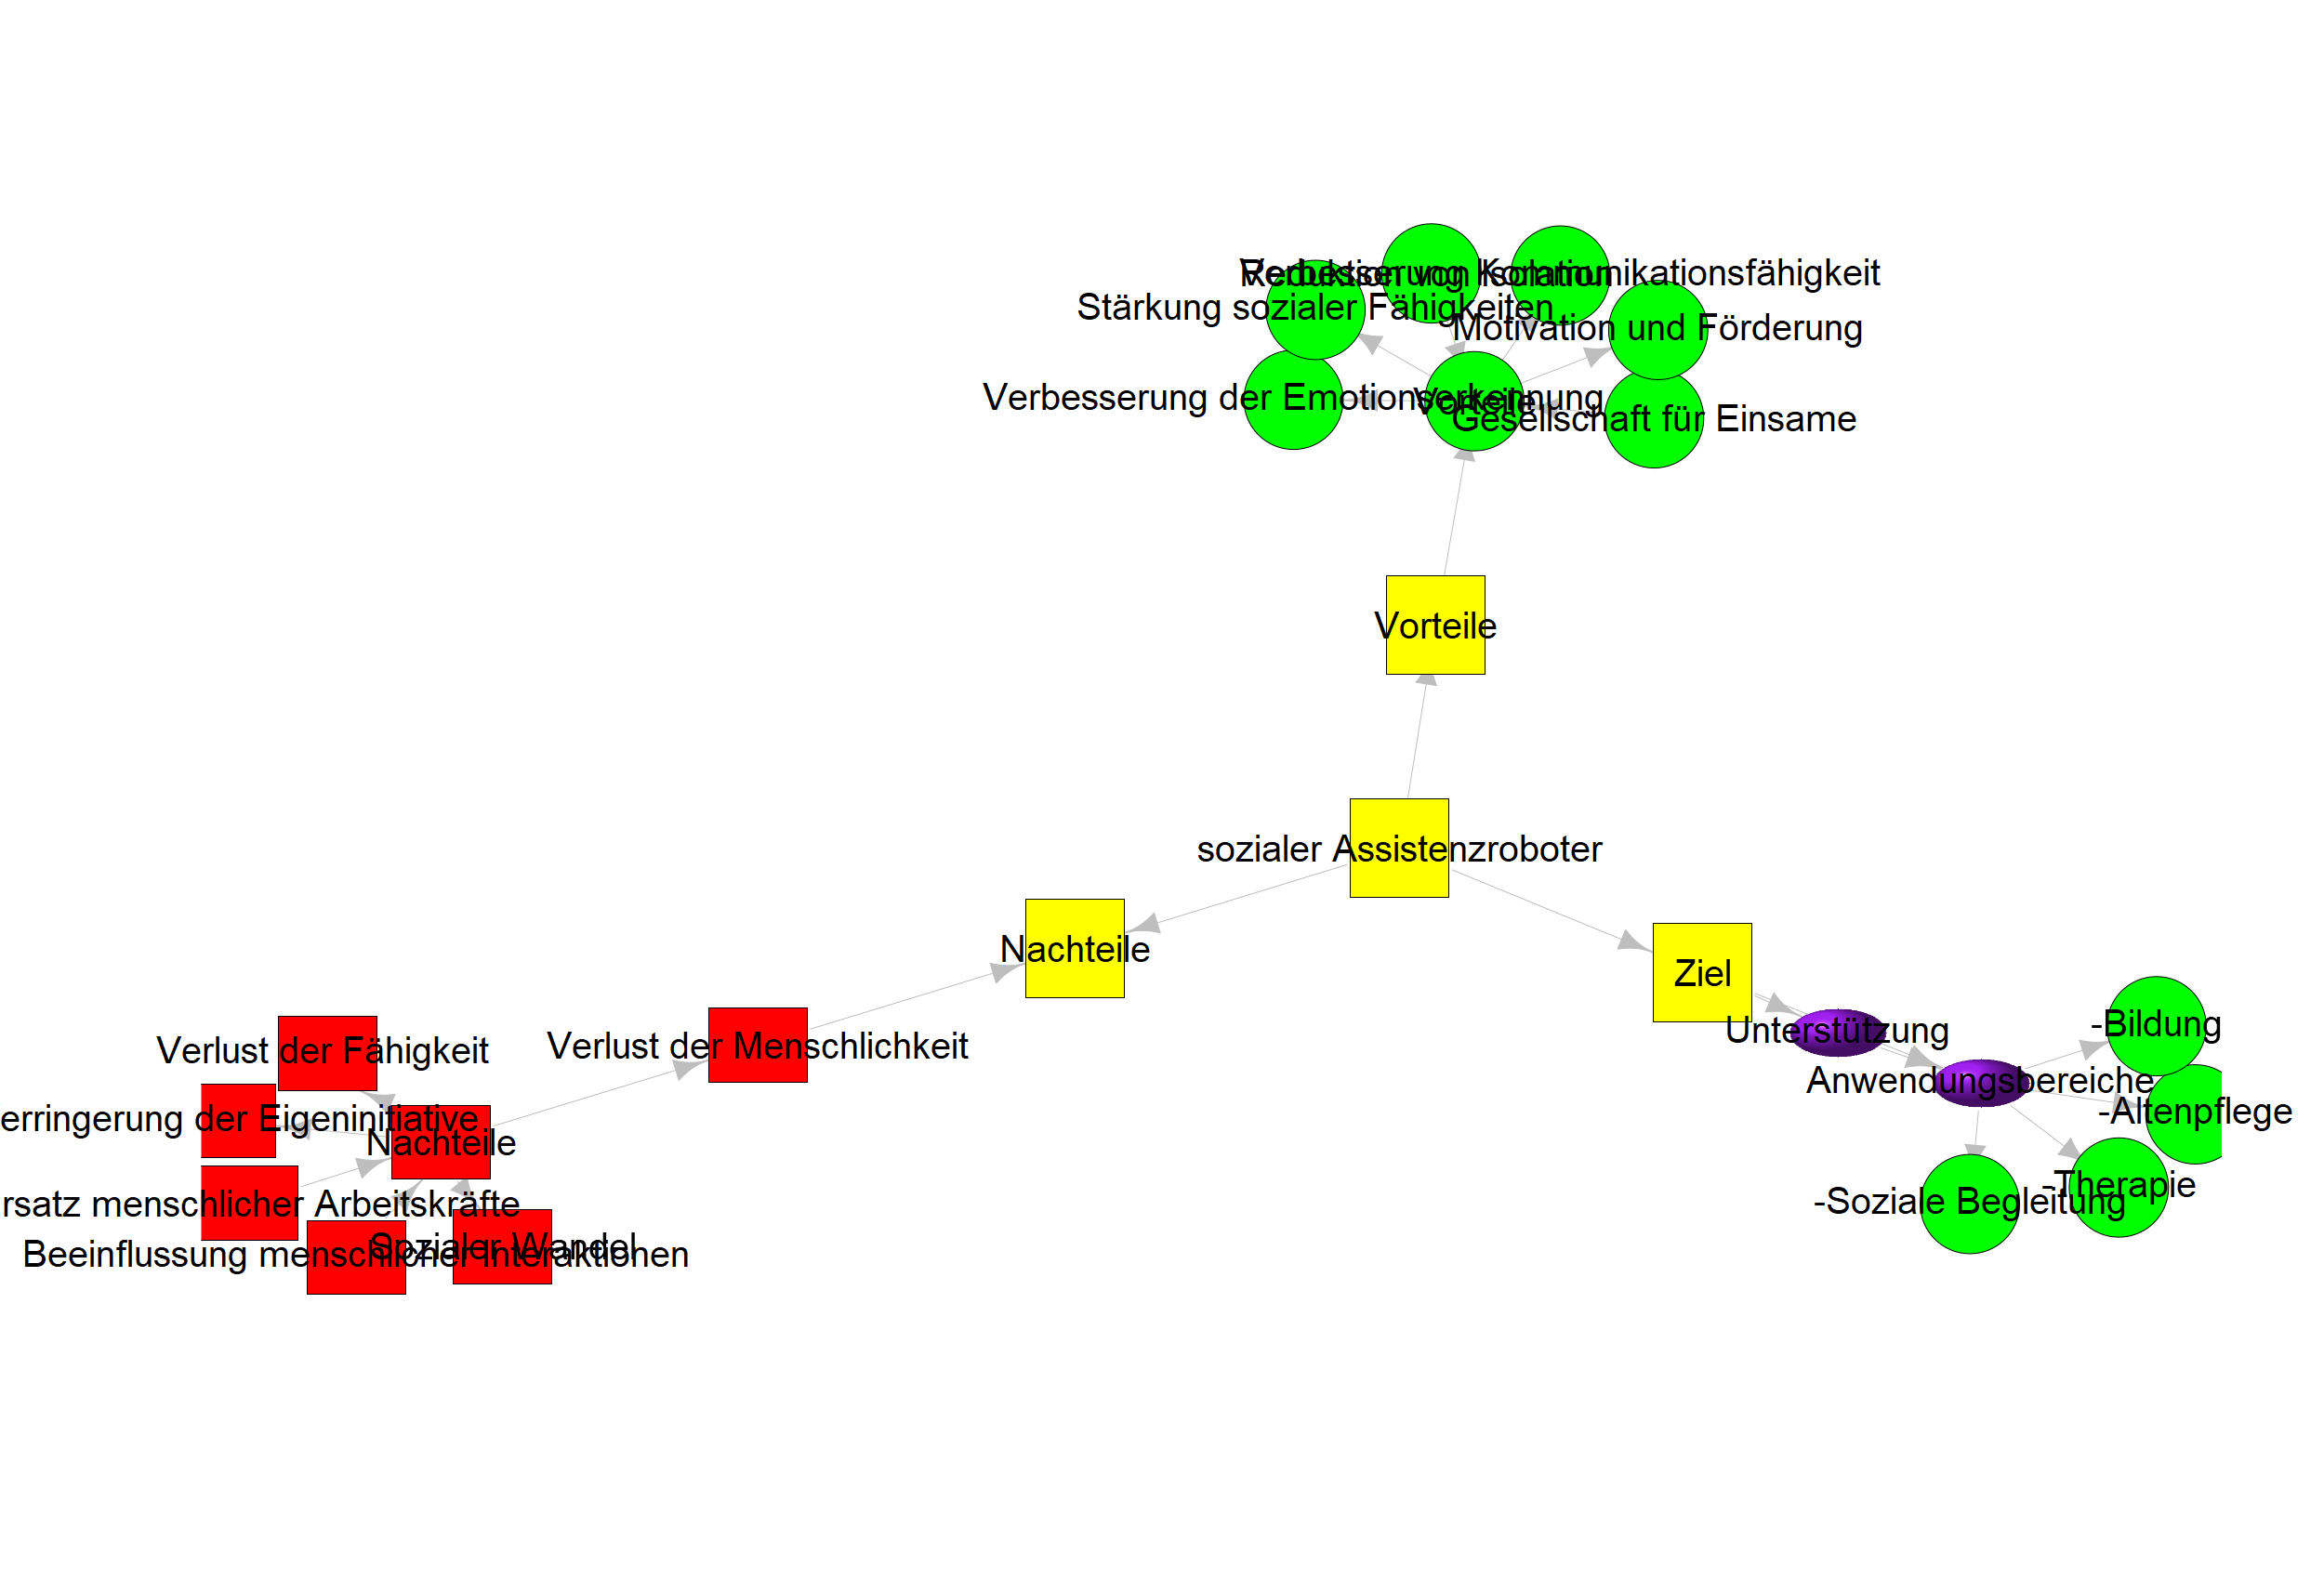 Verbesserung Kommunikationsfähigkeit
Reduktion von Isolation
Stärkung sozialer Fähigkeiten
Motivation und Förderung
Verbesserung der Emotionserkennung
Vorteile
Gesellschaft für Einsame
Vorteile
sozialer Assistenzroboter
Nachteile
Ziel
Unterstützung
-Bildung
Verlust der Fähigkeit
Verlust der Menschlichkeit
Anwendungsbereiche
-Altenpflege
erringerung der Eigeninitiative
Nachteile
-Therapie
-Soziale Begleitung
rsatz menschlicher Arbeitskräfte
Sozialer Wandel
Beeinflussung menschlicher Interaktionen